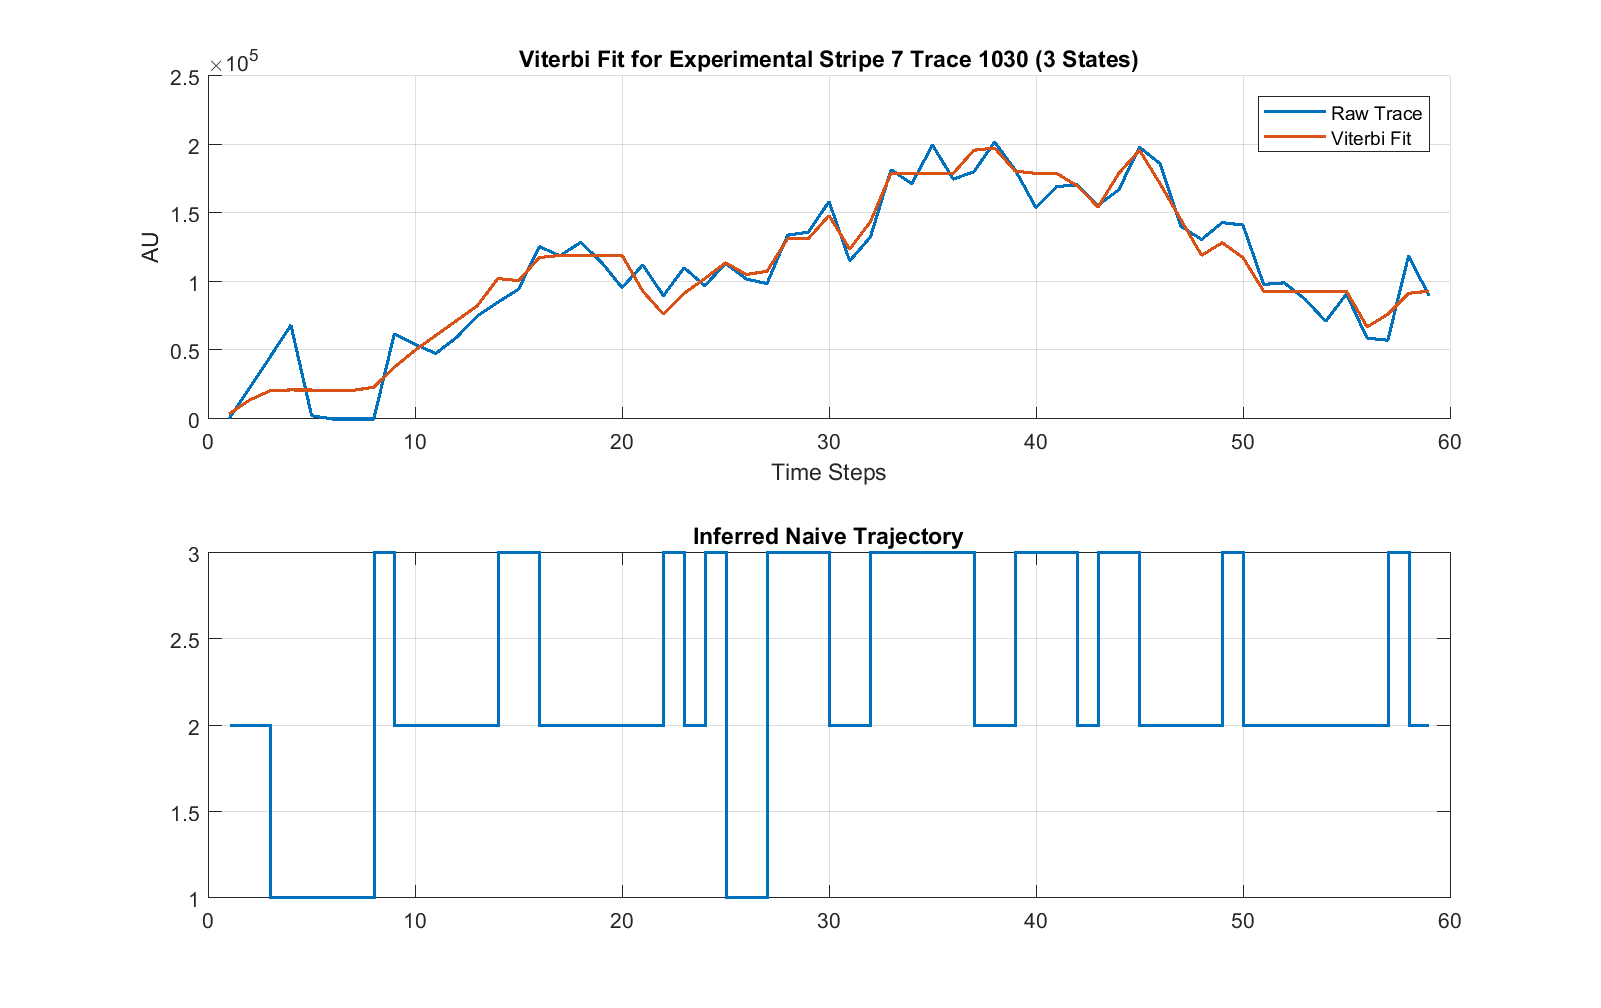 Viterbi Fit for Experimental Stripe 7 Trace 1030 (3 States)
×10⁵
2.5
2
1.5
1
0.5
0
AU
Raw Trace
Viterbi Fit
0 10 20 30 40 50 60
Time Steps
Inferred Naive Trajectory
3
2.5
2
1.5
1
0 10 20 30 40 50 60